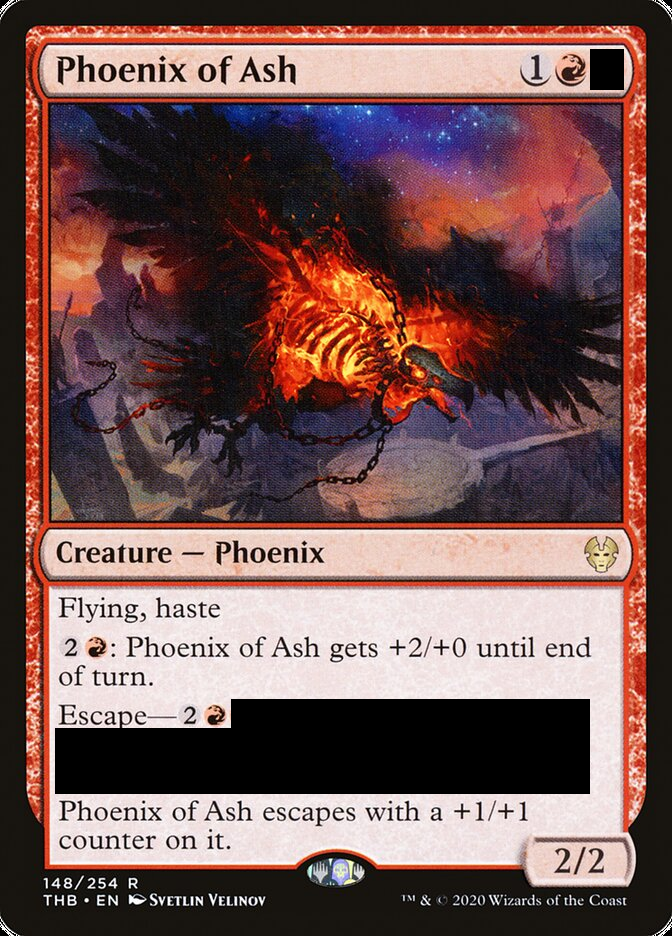 Phoenix of Ash 1
Creature — Phoenix
Flying, haste
2: Phoenix of Ash gets +2/+0 until end
of turn.
Escape—2
Phoenix of Ash escapes with a +1/+1
counter on it.
2/2
148/254 R
THB • EN Svetlin Velinov
™ & © 2020 Wizards of the Coast